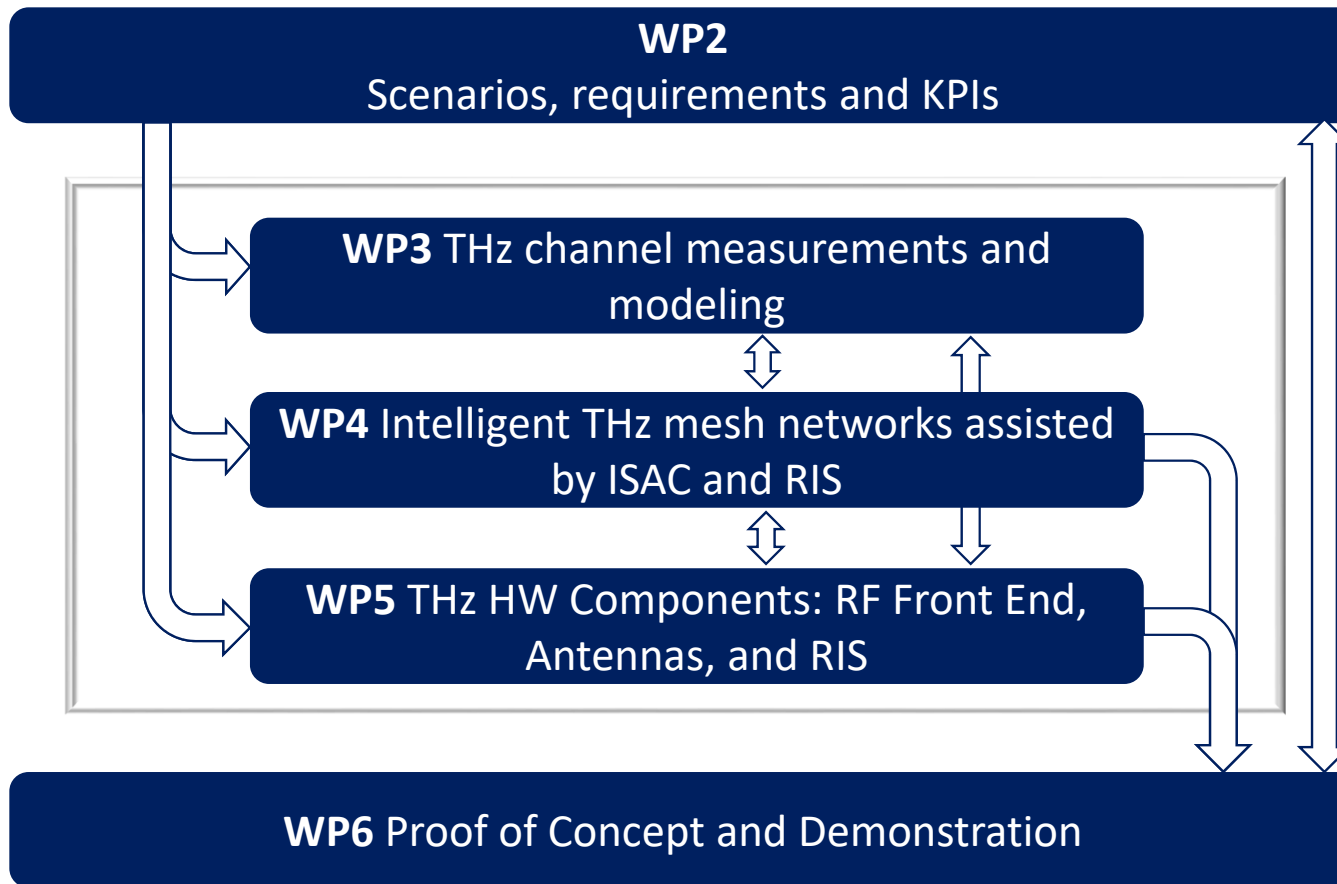 WP2
Scenarios, requirements and KPIs
WP3 THz channel measurements and
modeling
WP4 Intelligent THz mesh networks assisted
by ISAC and RIS
WP5 THz HW Components: RF Front End,
Antennas, and RIS
WP6 Proof of Concept and Demonstration